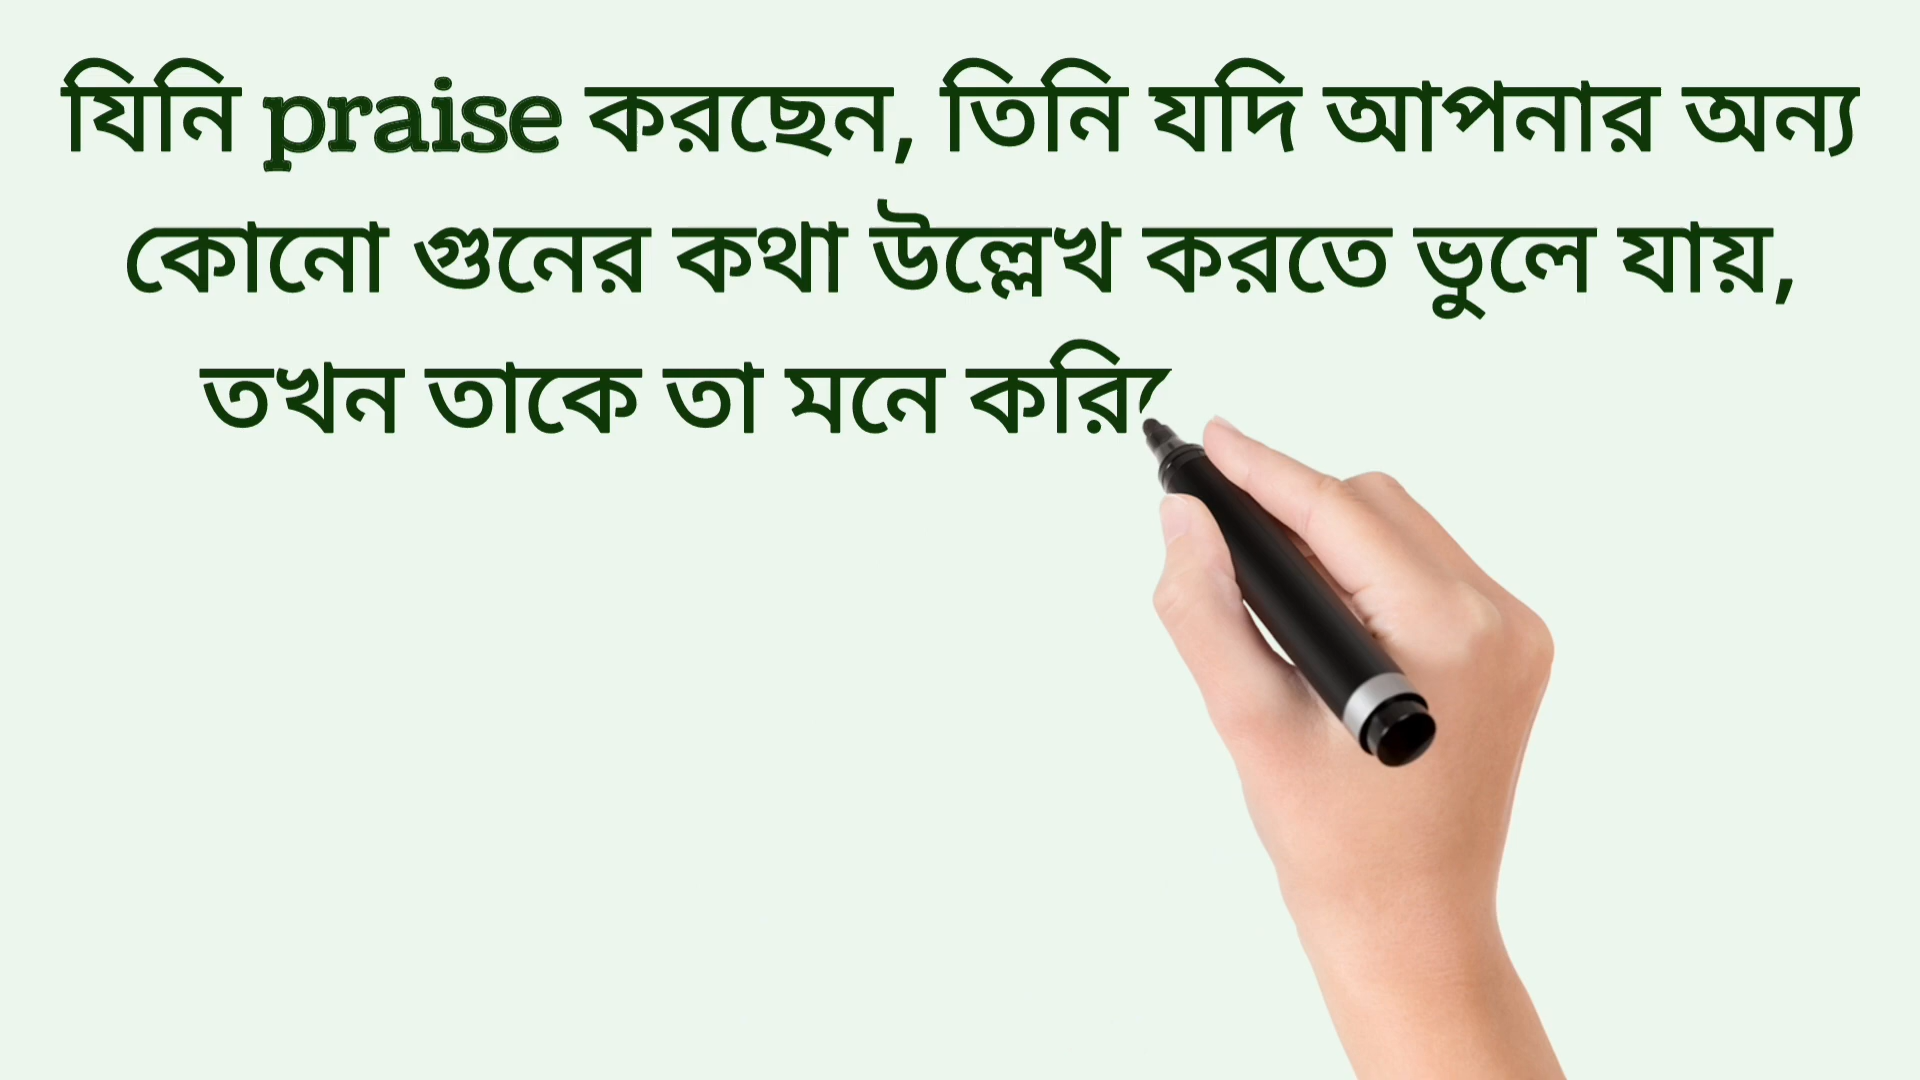 যিনি praise করছেন, তিনি যদি আপনার অন্য
কোনো গুনের কথা উল্লেখ করতে ভুলে যায়,
তখন তাকে তা মনে